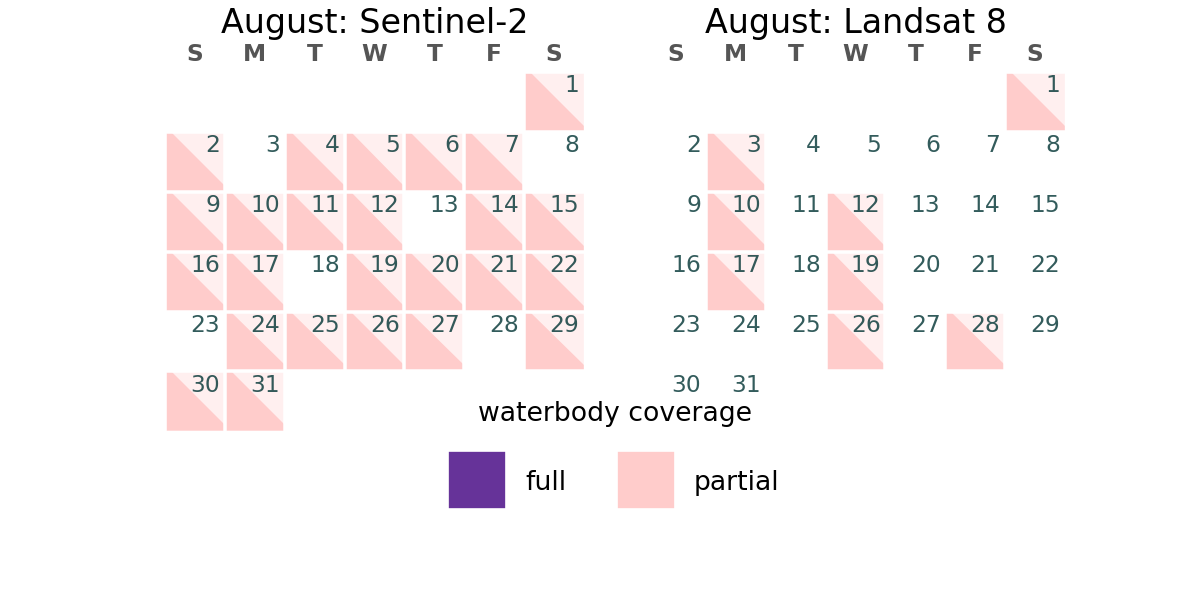 August: Sentinel-2
S M T W T F S
1
2 3 4 5 6 7 8
9 10 11 12 13 14 15
16 17 18 19 20 21 22
23 24 25 26 27 28 29
30 31
August: Landsat 8
S M T W T F S
1
2 3 4 5 6 7 8
9 10 11 12 13 14 15
16 17 18 19 20 21 22
23 24 25 26 27 28 29
30 31
waterbody coverage
full partial